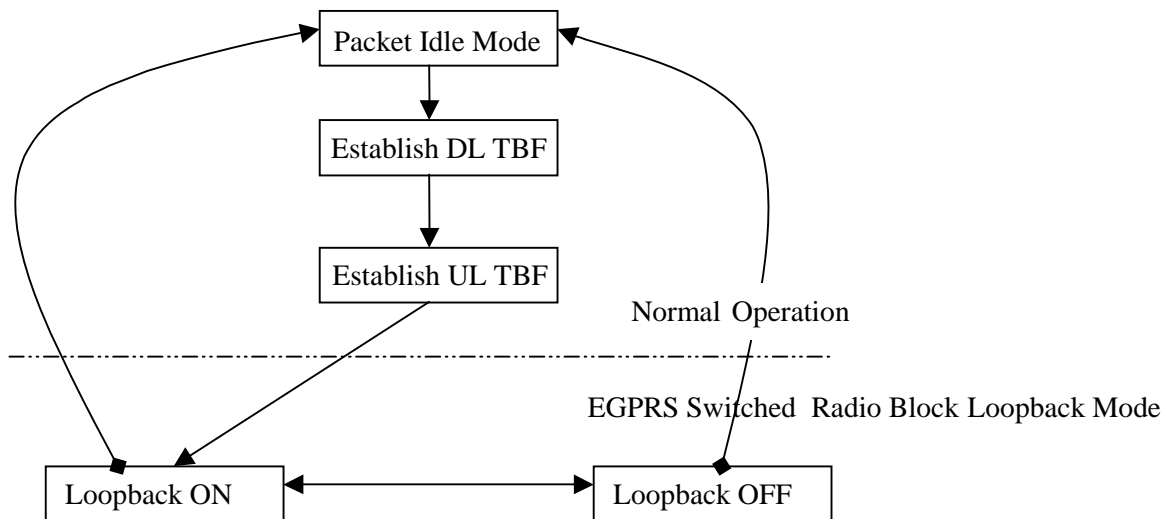 Packet Idle Mode
Establish DL TBF
Establish UL TBF
Normal Operation
EGPRS Switched Radio Block Loopback Mode
Loopback ON
Loopback OFF